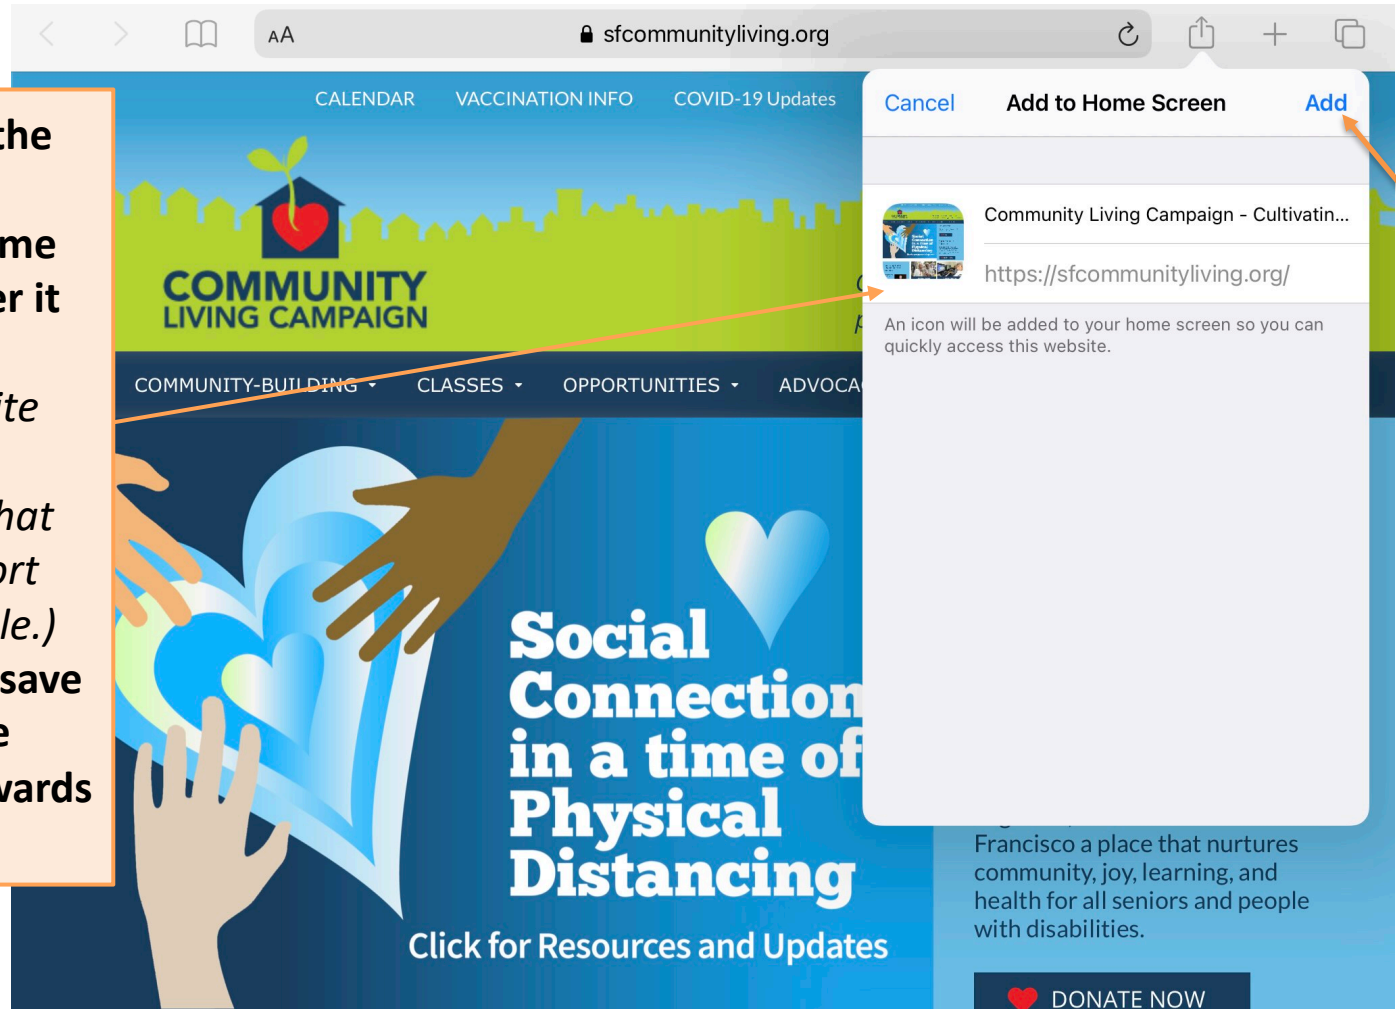 AA
sfcommunityliving.org
CALENDAR VACCINATION INFO COVID-19 Updates
COMMUNITY
LIVING CAMPAIGN
COMMUNITY-BUILDING CLASSES OPPORTUNITIES ADVOCA
the
me
er it
ite
hat
ort
le.)
save
e
wards
Cancel Add to Home Screen Add
Community Living Campaign - Cultivatin...
https://sfcommunityliving.org/
An icon will be added to your home screen so you can
quickly access this website.
Social
Connection
in a time of
Physical
Distancing
Click for Resources and Updates
Francisco a place that nurtures
community, joy, learning, and
health for all seniors and people
with disabilities.
DONATE NOW